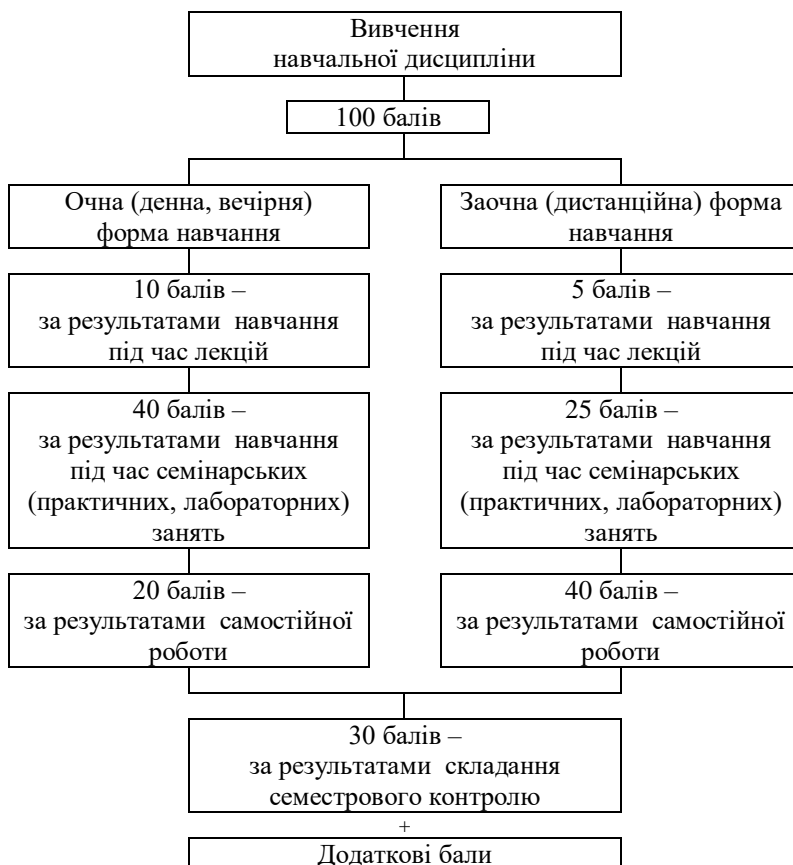 Вивчення
навчальної дисципліни
100 балів
Очна (денна, вечірня)
форма навчання
Заочна (дистанційна) форма
навчання
10 балів –
за результатами навчання
під час лекцій
5 балів –
за результатами навчання
під час лекцій
40 балів –
за результатами навчання
під час семінарських
(практичних, лабораторних)
занять
25 балів –
за результатами навчання
під час семінарських
(практичних, лабораторних)
занять
20 балів –
за результатами самостійної
роботи
40 балів –
за результатами самостійної
роботи
30 балів –
за результатами складання
семестрового контролю
+
Додаткові бали